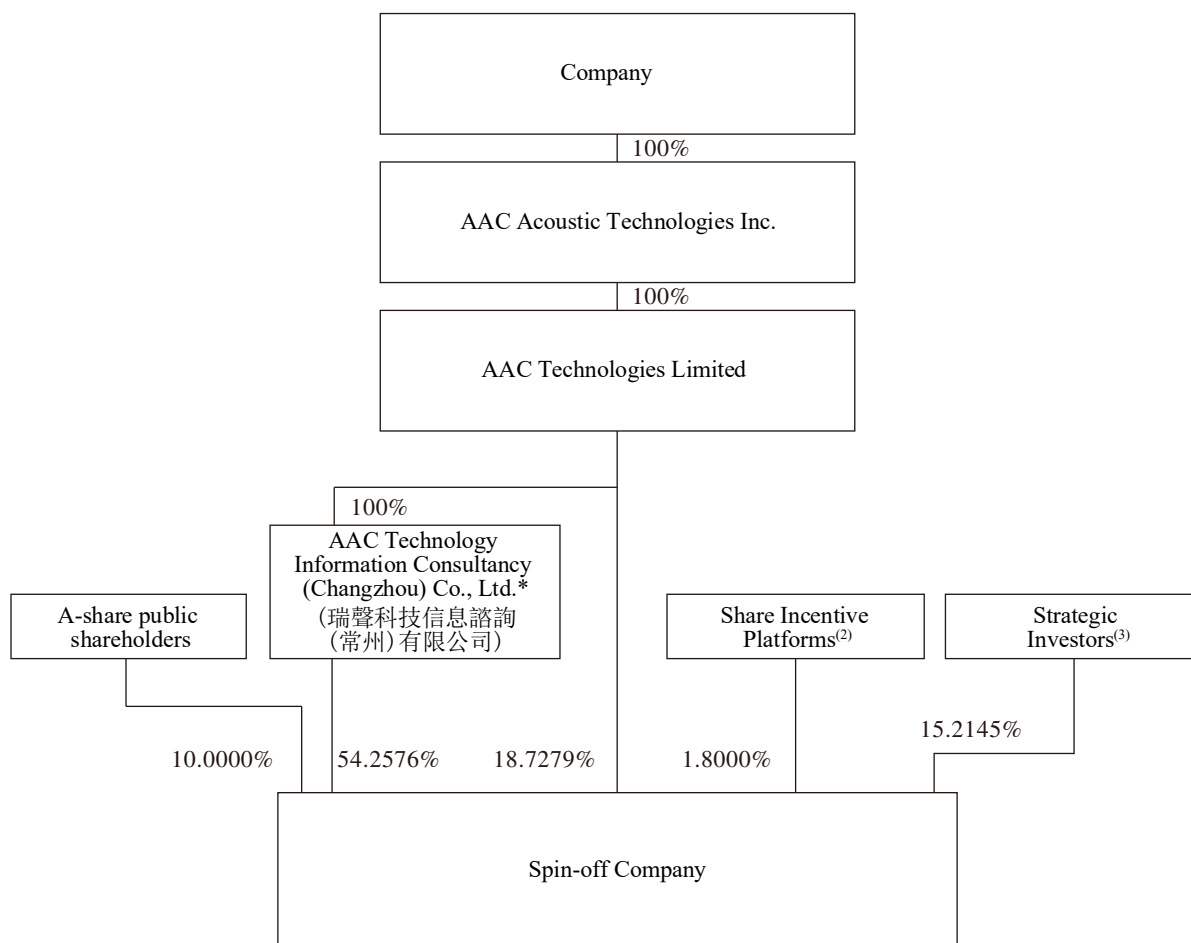 Company
100%
AAC Acoustic Technologies Inc.
100%
AAC Technologies Limited
100%
AAC Technology
Information Consultancy
(Changzhou) Co., Ltd.*
(瑞聲科技信息諮詢
(常州)有限公司)
A-share public
shareholders
Share Incentive
Platforms(2)
Strategic
Investors(3)
10.0000%
54.2576%
18.7279%
1.8000%
15.2145%
Spin-off Company